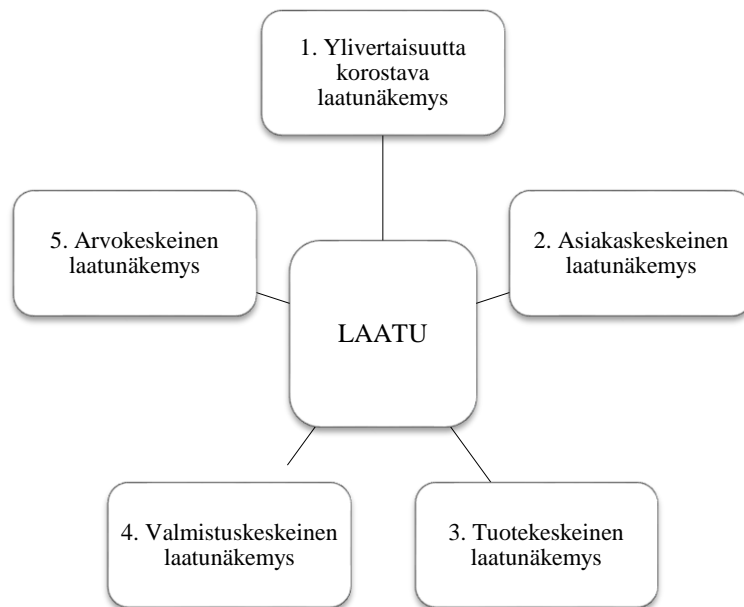 1. Ylivertaisuutta
korostava
laatunäkemys
2. Asiakaskeskeinen
laatunäkemys
3. Tuotekeskeinen
laatunäkemys
4. Valmistuskeskeinen
laatunäkemys
5. Arvokeskeinen
laatunäkemys
LAATU